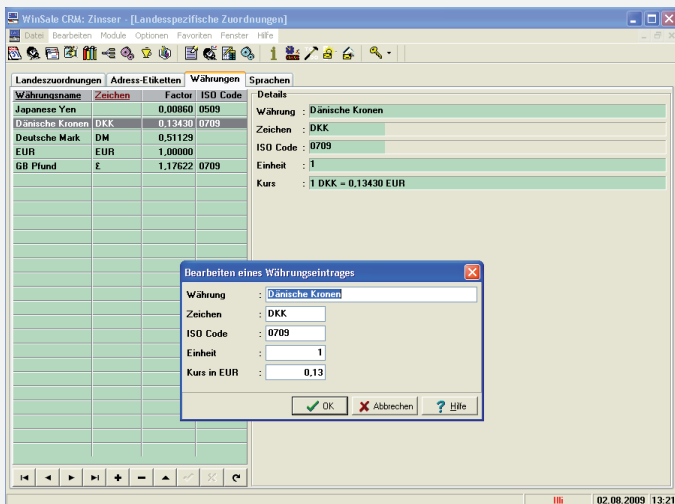 WinSale CRM: Zinsser - [Landesspezifische Zuordnungen]
Datei Bearbeiten Module Optionen Favoriten Fenster Hilfe
Landeszuordnungen Adress-Etiketten Währungen Sprachen
Währungsname Zeichen Factor ISO Code
Japanese Yen 0,00860 0509
Dänische Kronen DKK 0,13430 0709
Deutsche Mark DM 0,51129
EUR EUR 1,00000
GB Pfund £ 1,17622 0709
Details
Währung : Dänische Kronen
Zeichen : DKK
ISO Code : 0709
Einheit : 1
Kurs : 1 DKK = 0,13430 EUR
Bearbeiten eines Währungseintrages
Währung : Dänische Kronen
Zeichen : DKK
ISO Code : 0709
Einheit : 1
Kurs in EUR : 0,13
OK Abbrechen Hilfe
02.08.2009 13:21